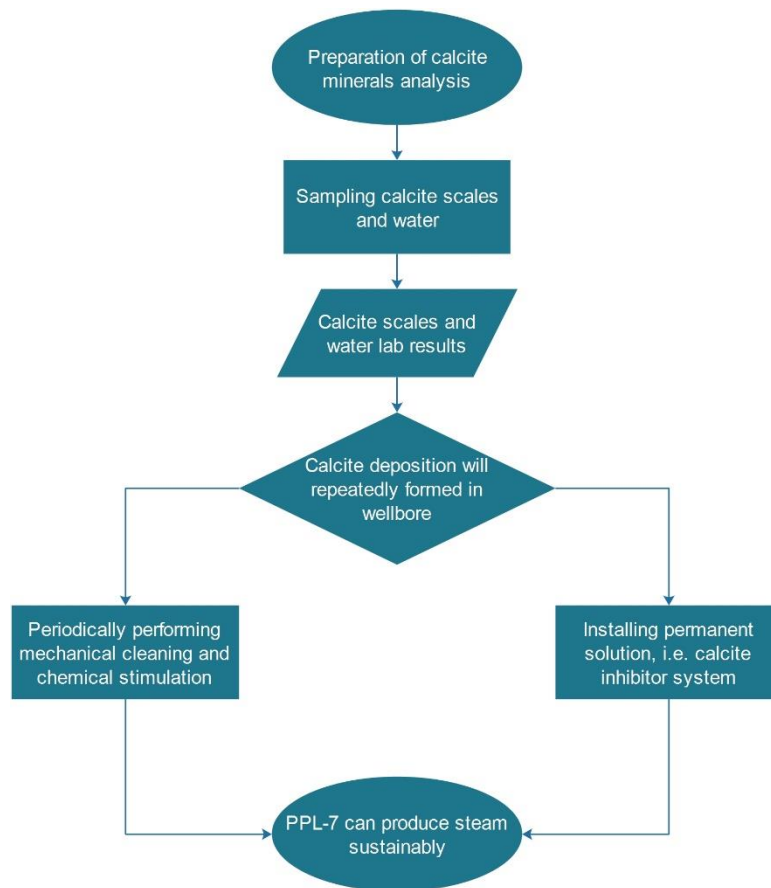 Preparation of calcite
minerals analysis
Sampling calcite scales
and water
Calcite scales and
water lab results
Calcite deposition will
repeatedly formed in
wellbore
Periodically performing
mechanical cleaning and
chemical stimulation
Installing permanent
solution, i.e. calcite
inhibitor system
PPL-7 can produce steam
sustainably